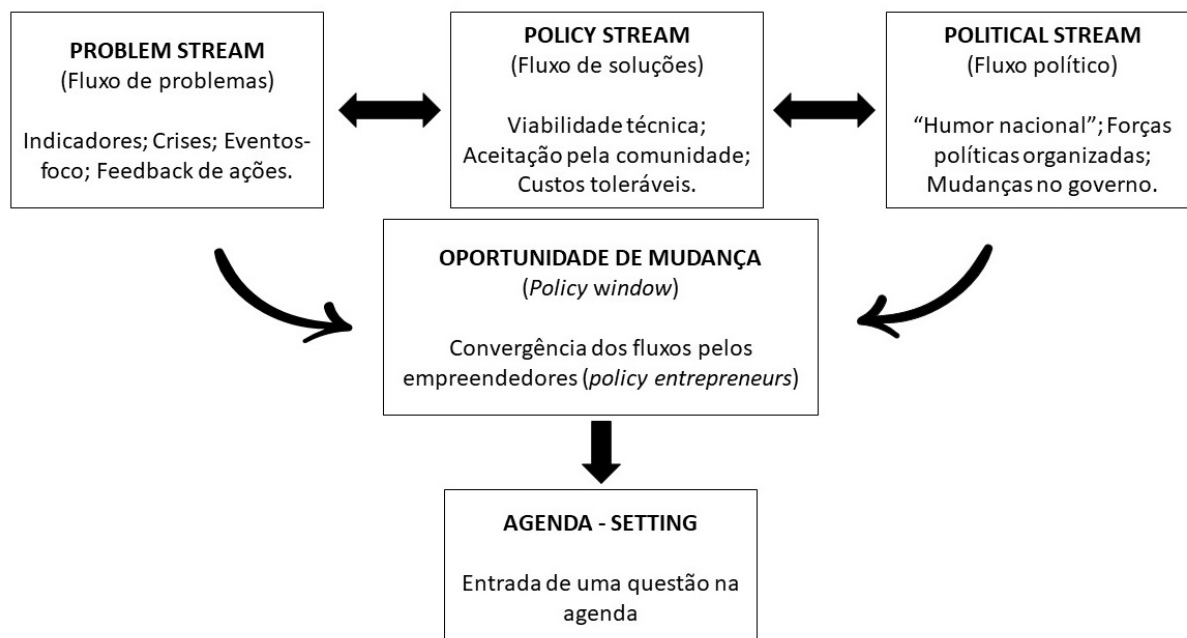 PROBLEM STREAM
(Fluxo de problemas)
Indicadores; Crises; Eventos-
foco; Feedback de ações.
POLICY STREAM
(Fluxo de soluções)
Viabilidade técnica;
Aceitação pela comunidade;
Custos toleráveis.
POLITICAL STREAM
(Fluxo político)
“Humor nacional”; Forças
políticas organizadas;
Mudanças no governo.
OPORTUNIDADE DE MUDANÇA
(Policy window)
Convergência dos fluxos pelos
empreendedores (policy entrepreneurs)
AGENDA - SETTING
Entrada de uma questão na
agenda